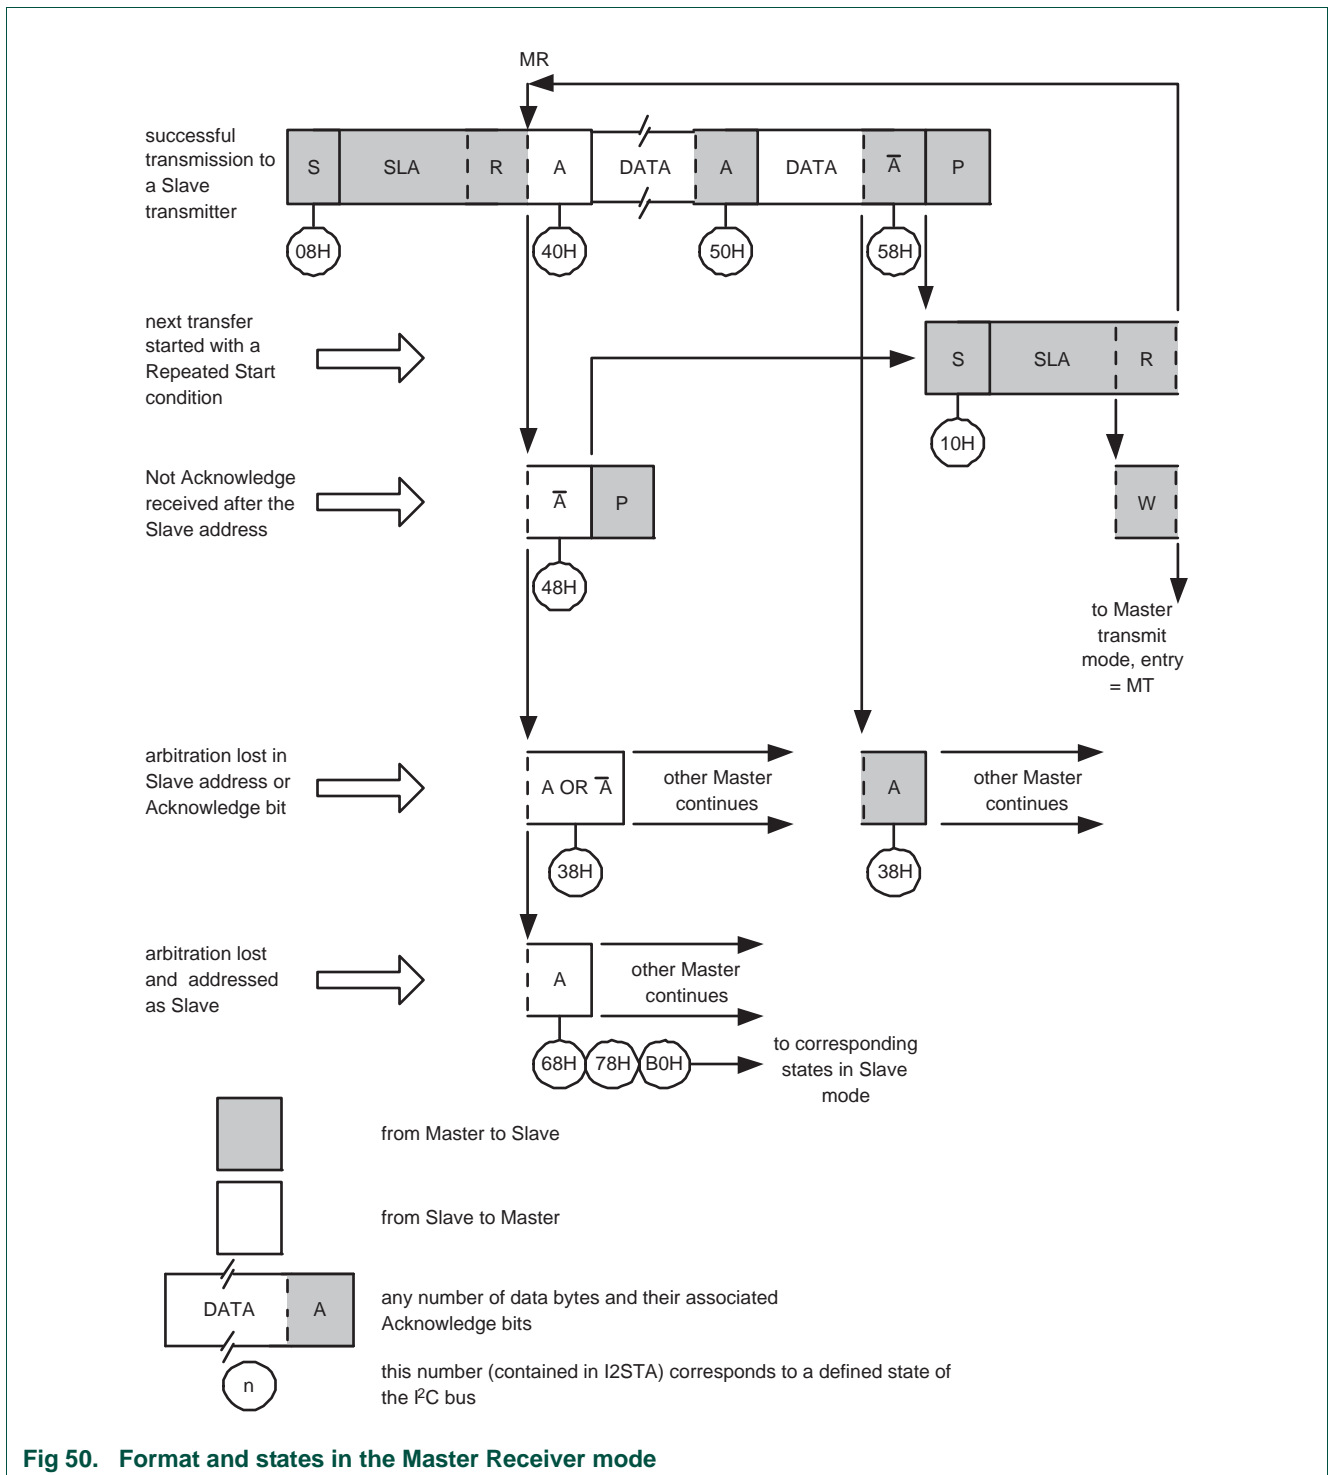 MR
successful
transmission to
a Slave
transmitter
S SLA R A DATA A DATA A̅ P
08H 40H 50H 58H
next transfer
started with a
Repeated Start
condition
S SLA R
10H
Not Acknowledge
received after the
Slave address
A̅ P
W
48H
to Master
transmit
mode, entry
= MT
arbitration lost in
Slave address or
Acknowledge bit
A OR A̅
other Master
continues
A
other Master
continues
38H 38H
arbitration lost
and addressed
as Slave
A
other Master
continues
68H 78H B0H
to corresponding
states in Slave
mode
from Master to Slave
from Slave to Master
DATA A
any number of data bytes and their associated
Acknowledge bits
n
this number (contained in I2STA) corresponds to a defined state of
the I²C bus
Fig 50. Format and states in the Master Receiver mode